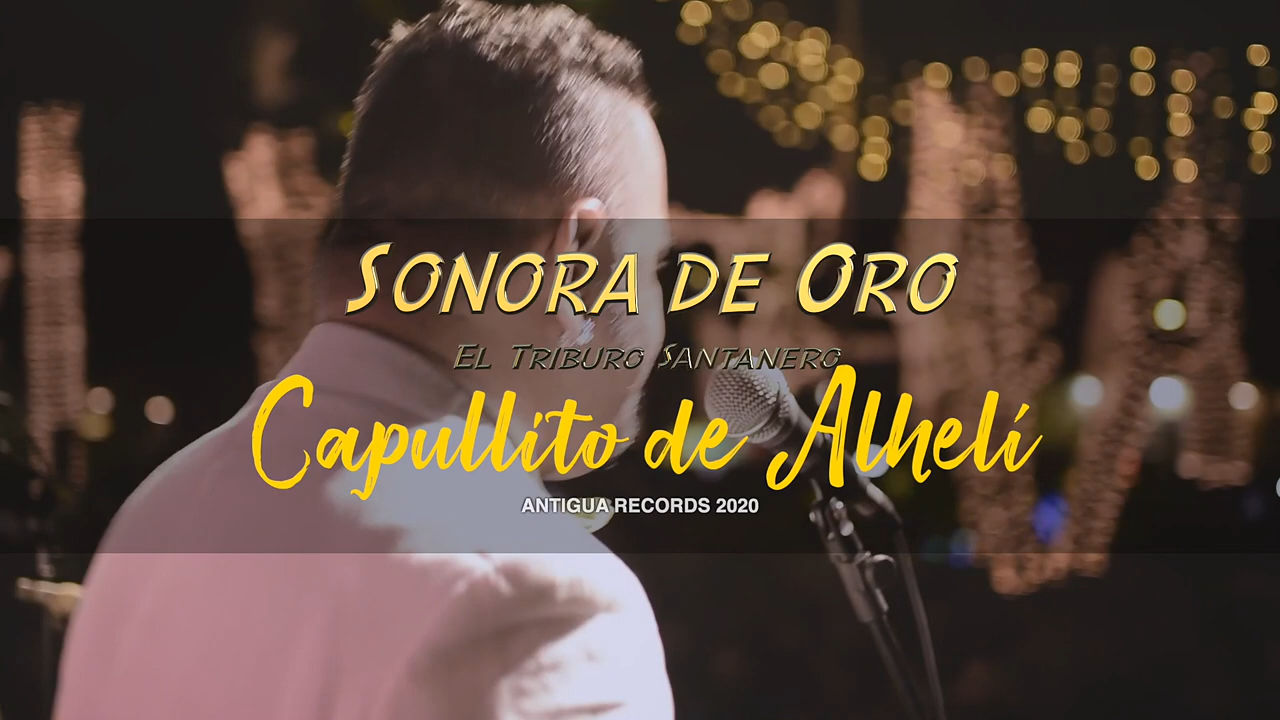 SONORA DE ORO
EL TRIBURO SANTANERO
Capullito de Alhelí
ANTIGUA RECORDS 2020